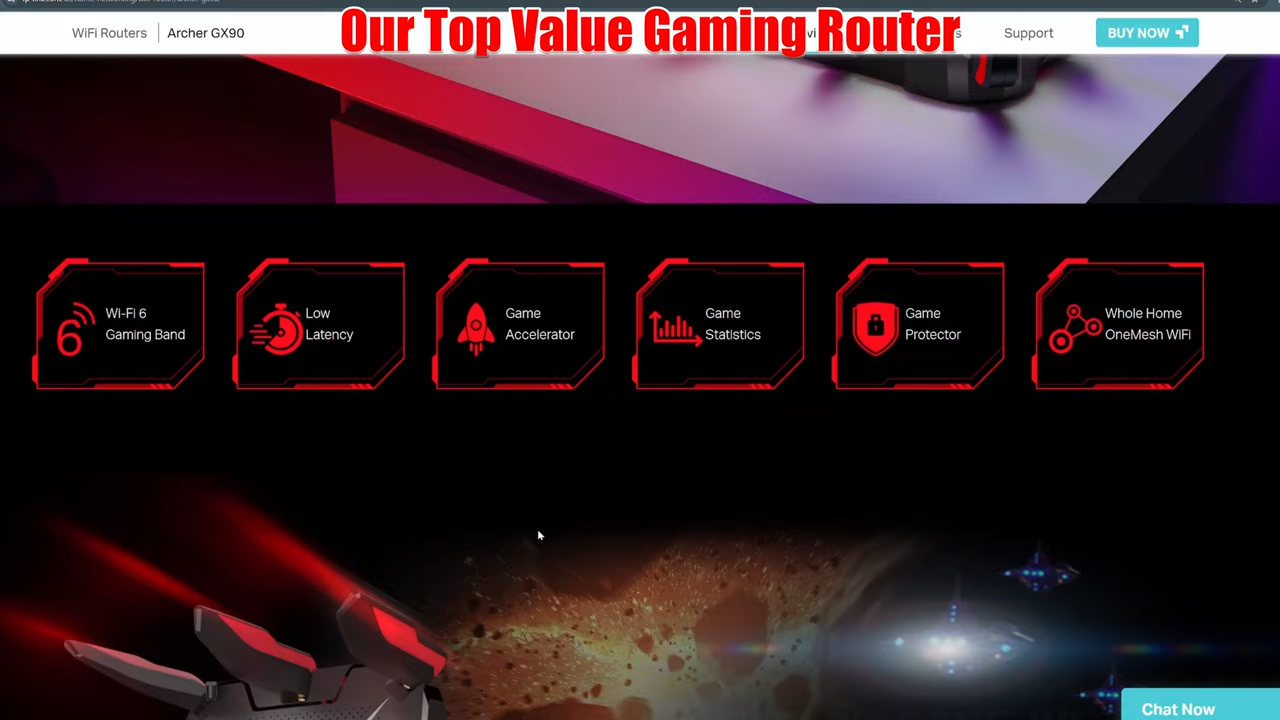 Our Top Value Gaming Router
WiFi Routers
Archer GX90
Support
BUY NOW
6
Wi-Fi 6
Gaming Band
Low
Latency
Game
Accelerator
Game
Statistics
Game
Protector
Whole Home
OneMesh WiFi
Chat Now